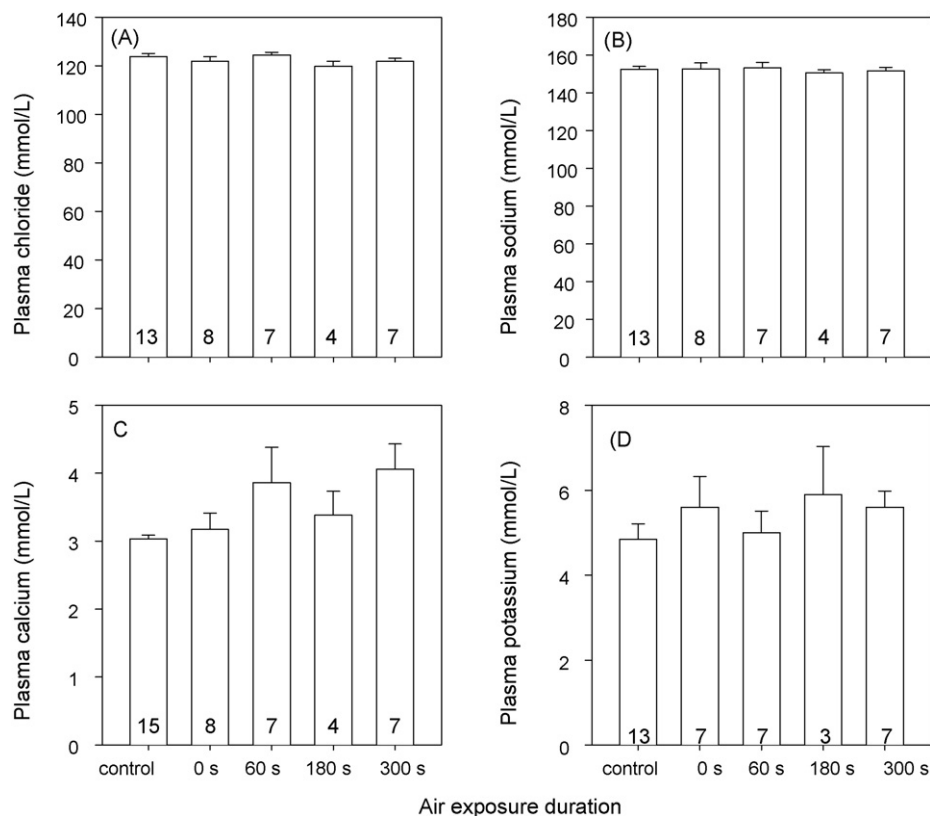 (A)
Plasma chloride (mmol/L)
140
120
100
80
60
40
20
0
13 8 7 4 7
(B)
Plasma sodium (mmol/L)
180
160
140
120
100
80
60
40
20
0
13 8 7 4 7
C
Plasma calcium (mmol/L)
5
4
3
2
1
0
15 8 7 4 7
control 0 s 60 s 180 s 300 s
(D
Plasma potassium (mmol/L)
8
6
4
2
0
13 7 7 3 7
control 0 s 60 s 180 s 300 s
Air exposure duration